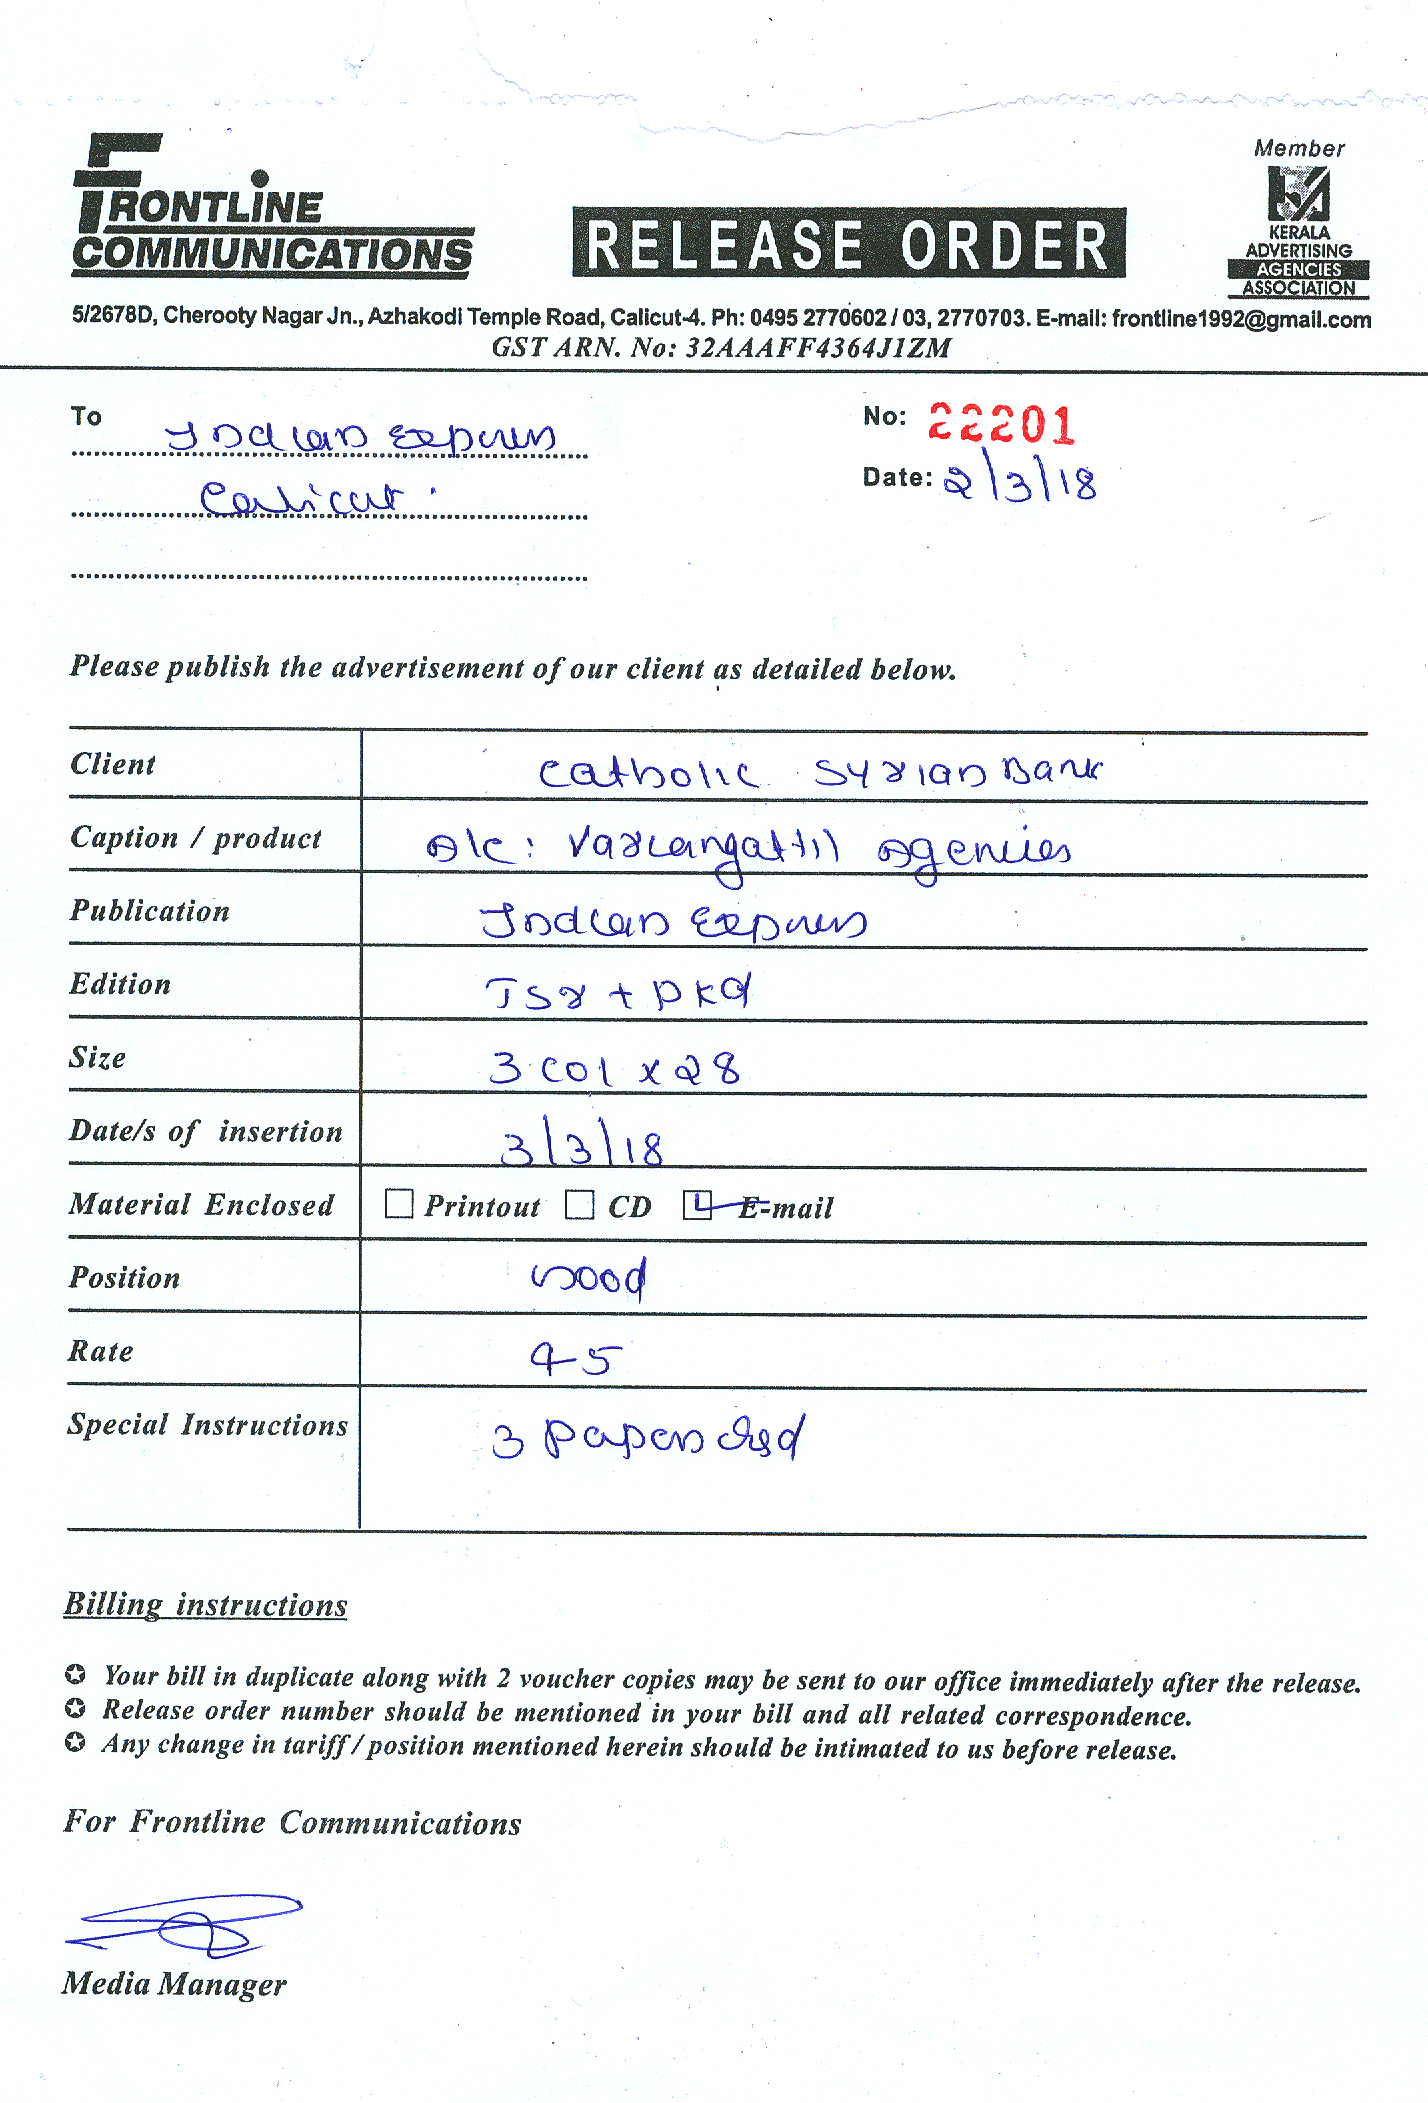 FRONTLINE
COMMUNICATIONS
RELEASE ORDER
Member
KERALA
ADVERTISING
AGENCIES
ASSOCIATION
5/2678D, Cherooty Nagar Jn., Azhakodi Temple Road, Calicut-4. Ph: 0495 2770602 / 03, 2770703. E-mail: frontline1992@gmail.com
GST ARN. No: 32AAAFF4364J1ZM
To Indian Express
Calicut.
No: 22201
Date: 2/3/18
Please publish the advertisement of our client as detailed below.
Client Catholic Syrian Bank
Caption / product A/c: Variangattil Agencies
Publication Indian Express
Edition TSR + PKD
Size 3 col x 28
Date/s of insertion 3/3/18
Material Enclosed Printout CD E-mail
Position Good
Rate 45
Special Instructions 3 Papers
Billing instructions
Your bill in duplicate along with 2 voucher copies may be sent to our office immediately after the release.
Release order number should be mentioned in your bill and all related correspondence.
Any change in tariff/position mentioned herein should be intimated to us before release.
For Frontline Communications
Media Manager